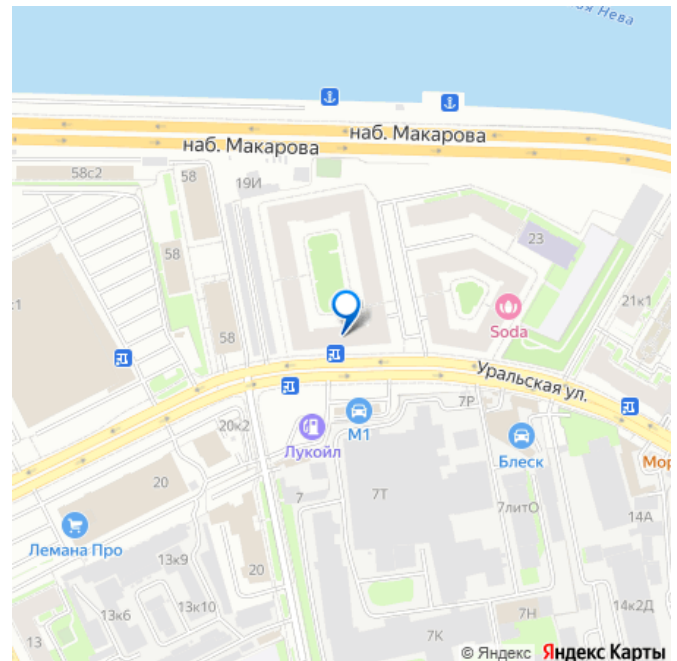 ая Нева
наб. Макарова
наб. Макарова
58с2
58
19И
58
23
к1
21к1
58
Soda
Уральская ул.
7Р
20к2
М1
Лукойл
Блеск
Мор
20
7
7Т
7литО
14А
Лемана Про
13к9
20
13к6
13к10
14к2Д
13
7Н
7К
© Яндекс Яндекс Карты